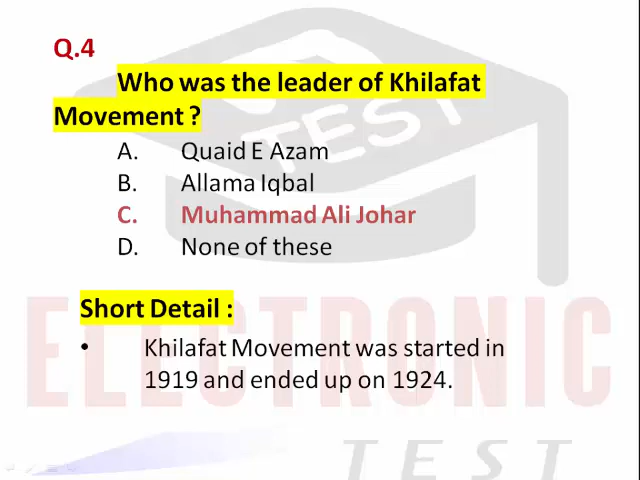 Q.4
Who was the leader of Khilafat
Movement ?
A. Quaid E Azam
B. Allama Iqbal
C. Muhammad Ali Johar
D. None of these
Short Detail :
• Khilafat Movement was started in
1919 and ended up on 1924.
TEST
ELECTRONIC
TEST